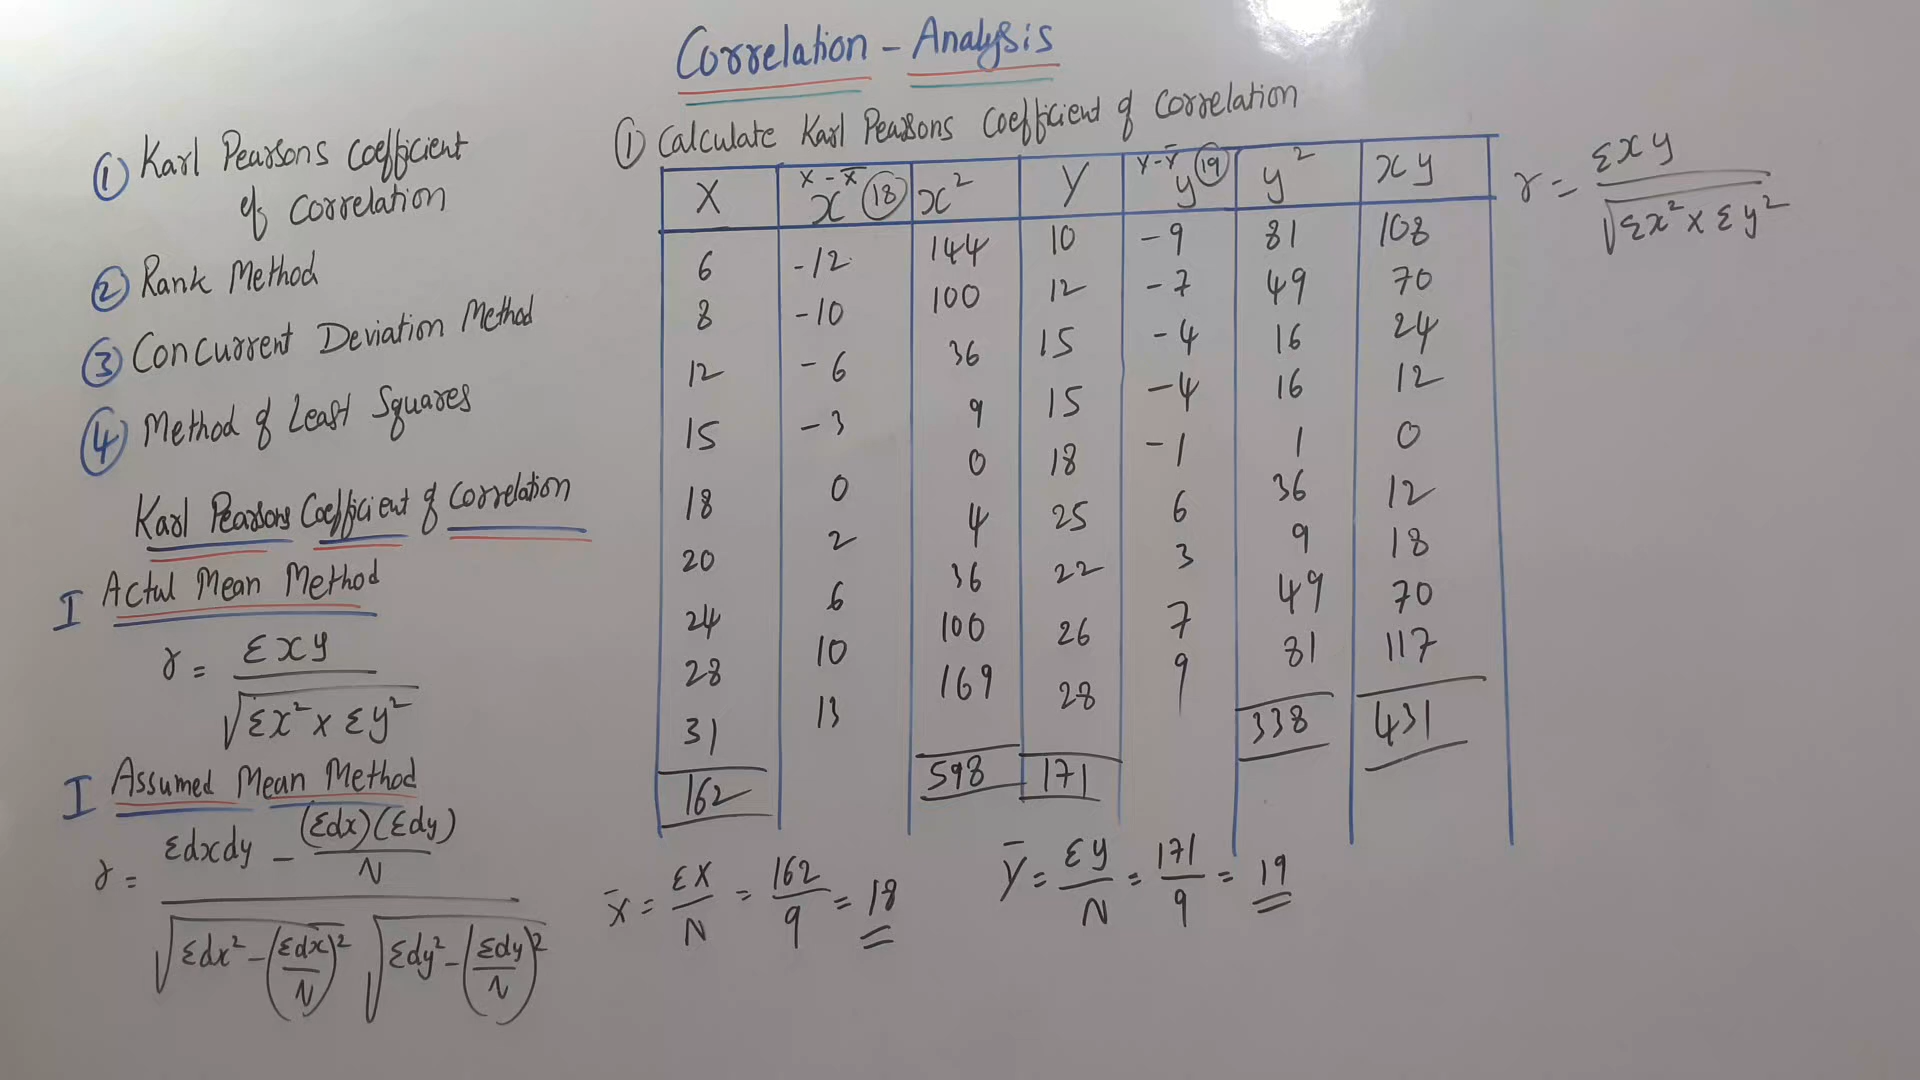 Correlation - Analysis
① Karl Pearsons Coefficient
of Correlation
② Rank Method
③ Concurrent Deviation Method
④ Method of Least Squares
Karl Pearsons Coefficient of Correlation
I Actul Mean Method
r = Σxy / √Σx² x Σy²
I Assumed Mean Method
r = Σdxdy - (Σdx)(Σdy)/N / √Σdx² - (Σdx/N)² √Σdy² - (Σdy/N)²
① Calculate Karl Pearsons Coefficient of Correlation
X | X - X̄ x ⑱ | x² | Y | Y - Ȳ y ⑲ | y² | xy
6 | -12 | 144 | 10 | -9 | 81 | 108
8 | -10 | 100 | 12 | -7 | 49 | 70
12 | -6 | 36 | 15 | -4 | 16 | 24
15 | -3 | 9 | 15 | -4 | 16 | 12
18 | 0 | 0 | 18 | -1 | 1 | 0
20 | 2 | 4 | 25 | 6 | 36 | 12
24 | 6 | 36 | 22 | 3 | 9 | 18
28 | 10 | 100 | 26 | 7 | 49 | 70
31 | 13 | 169 | 28 | 9 | 81 | 117
162 | 598 | 171 | 338 | 431
X̄ = ΣX/N = 162/9 = 18
Ȳ = Σy/N = 171/9 = 19
r = Σxy / √Σx² x Σy²